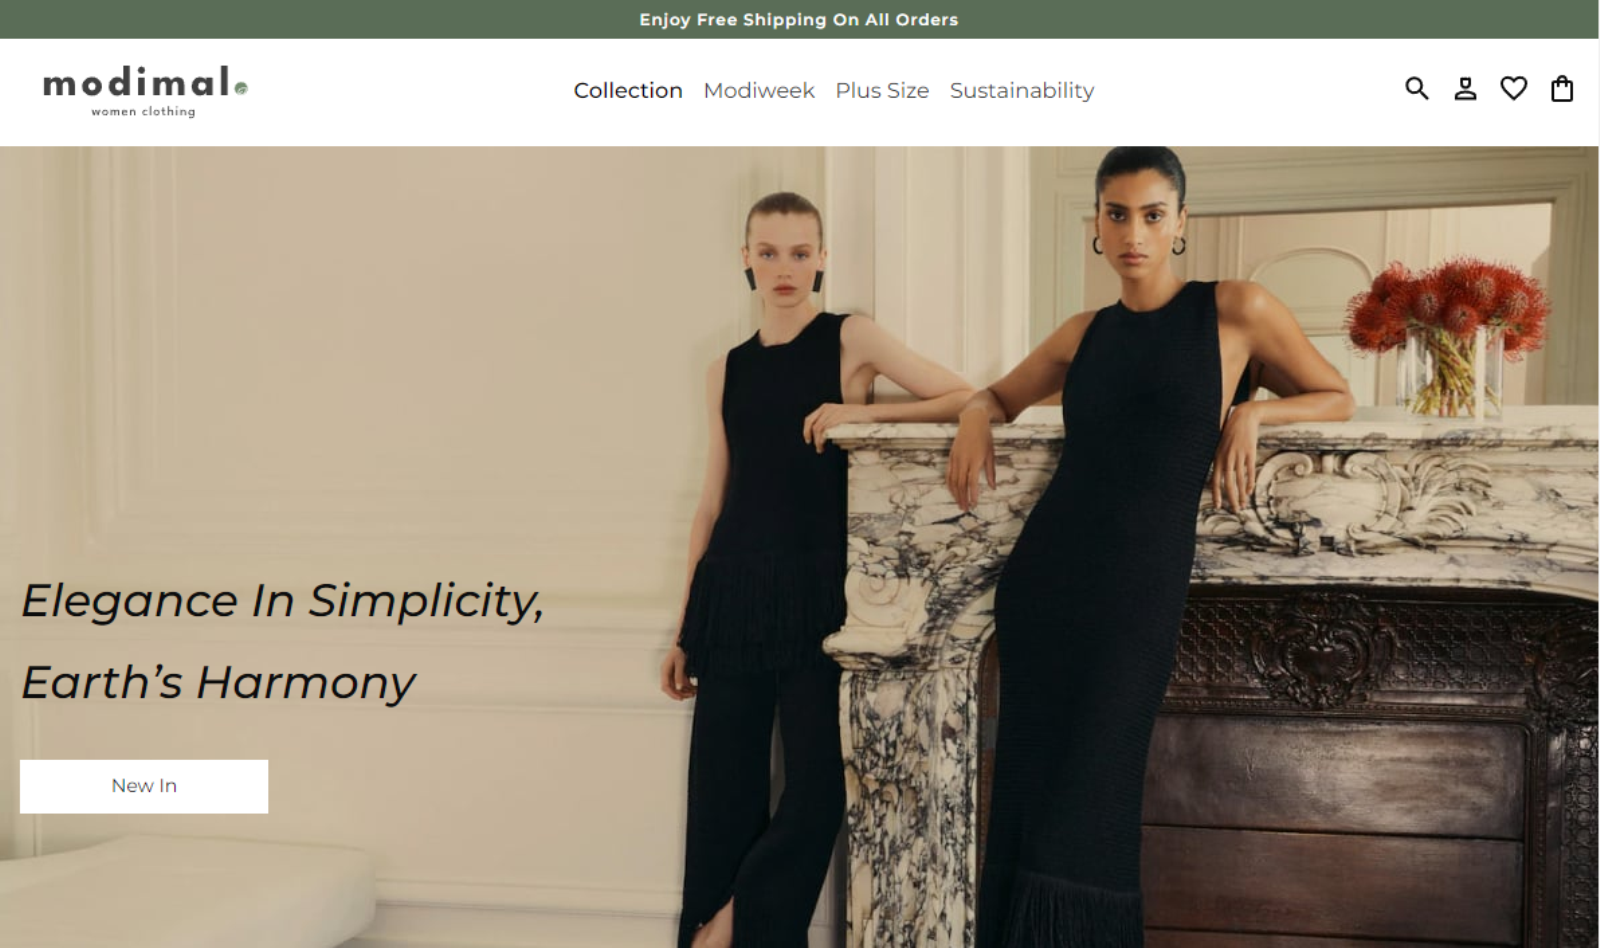 Enjoy Free Shipping On All Orders
modimal
women clothing
Collection Modiweek Plus Size Sustainability
Elegance In Simplicity,
Earth’s Harmony
New In